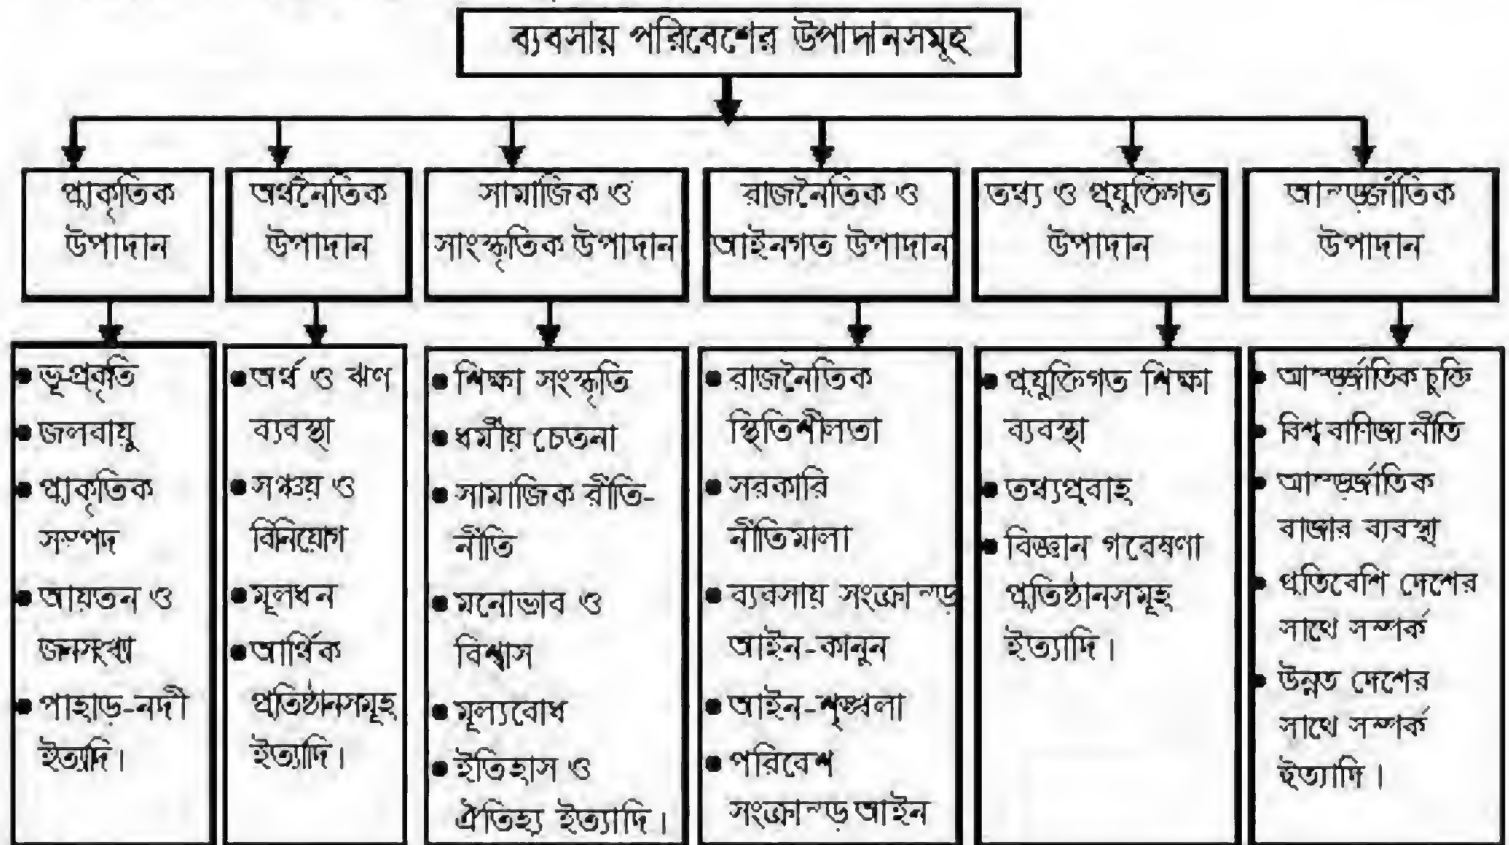 ব্যবসায় পরিবেশের উপাদানসমূহ
প্রাকৃতিক
উপাদান
অর্থনৈতিক
উপাদান
সামাজিক ও
সাংস্কৃতিক উপাদান
রাজনৈতিক ও
আইনগত উপাদান
তথ্য ও প্রযুক্তিগত
উপাদান
আন্ড়র্জাতিক
উপাদান
● ভূ-প্রকৃতি
● জলবায়ু
● প্রাকৃতিক
সম্পদ
● আয়তন ও
জনসংখ্যা
● পাহাড়-নদী
ইত্যাদি।
● অর্থ ও ঋণ
ব্যবস্থা
● সঞ্চয় ও
বিনিয়োগ
● মূলধন
● আর্থিক
প্রতিষ্ঠানসমূহ
ইত্যাদি।
● শিক্ষা সংস্কৃতি
● ধর্মীয় চেতনা
● সামাজিক রীতি-
নীতি
● মনোভাব ও
বিশ্বাস
● মূল্যবোধ
● ইতিহাস ও
ঐতিহ্য ইত্যাদি।
● রাজনৈতিক
স্থিতিশীলতা
● সরকারি
নীতিমালা
● ব্যবসায় সংক্রান্ড়
আইন-কানুন
● আইন-শৃঙ্খলা
● পরিবেশ
সংক্রান্ড় আইন
● প্রযুক্তিগত শিক্ষা
ব্যবস্থা
● তথ্যপ্রবাহ
● বিজ্ঞান গবেষণা
প্রতিষ্ঠানসমূহ
ইত্যাদি।
● আন্ড়র্জাতিক চুক্তি
● বিশ্ব বাণিজ্য নীতি
● আন্ড়র্জাতিক
বাজার ব্যবস্থা
● প্রতিবেশি দেশের
সাথে সম্পর্ক
● উন্নত দেশের
সাথে সম্পর্ক
ইত্যাদি।